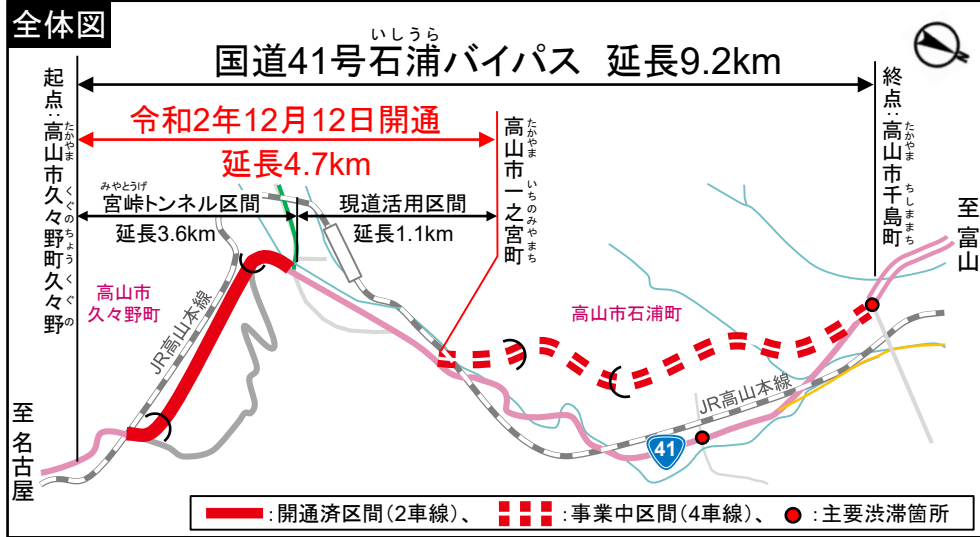 全体図
国道41号石浦バイパス 延長9.2km
いしうら
令和2年12月12日開通
延長4.7km
宮峠トンネル区間
みやとうげ
延長3.6km
現道活用区間
延長1.1km
起点:高山市久々野町久々野
たかやま くぐのちょうくぐの
高山市一之宮町
たかやま いちのみやまち
終点:高山市千島町
たかやま ちしままち
至富山
至名古屋
高山市
久々野町
JR高山本線
高山市石浦町
JR高山本線
41
:開通済区間(2車線)、 :事業中区間(4車線)、 :主要渋滞箇所